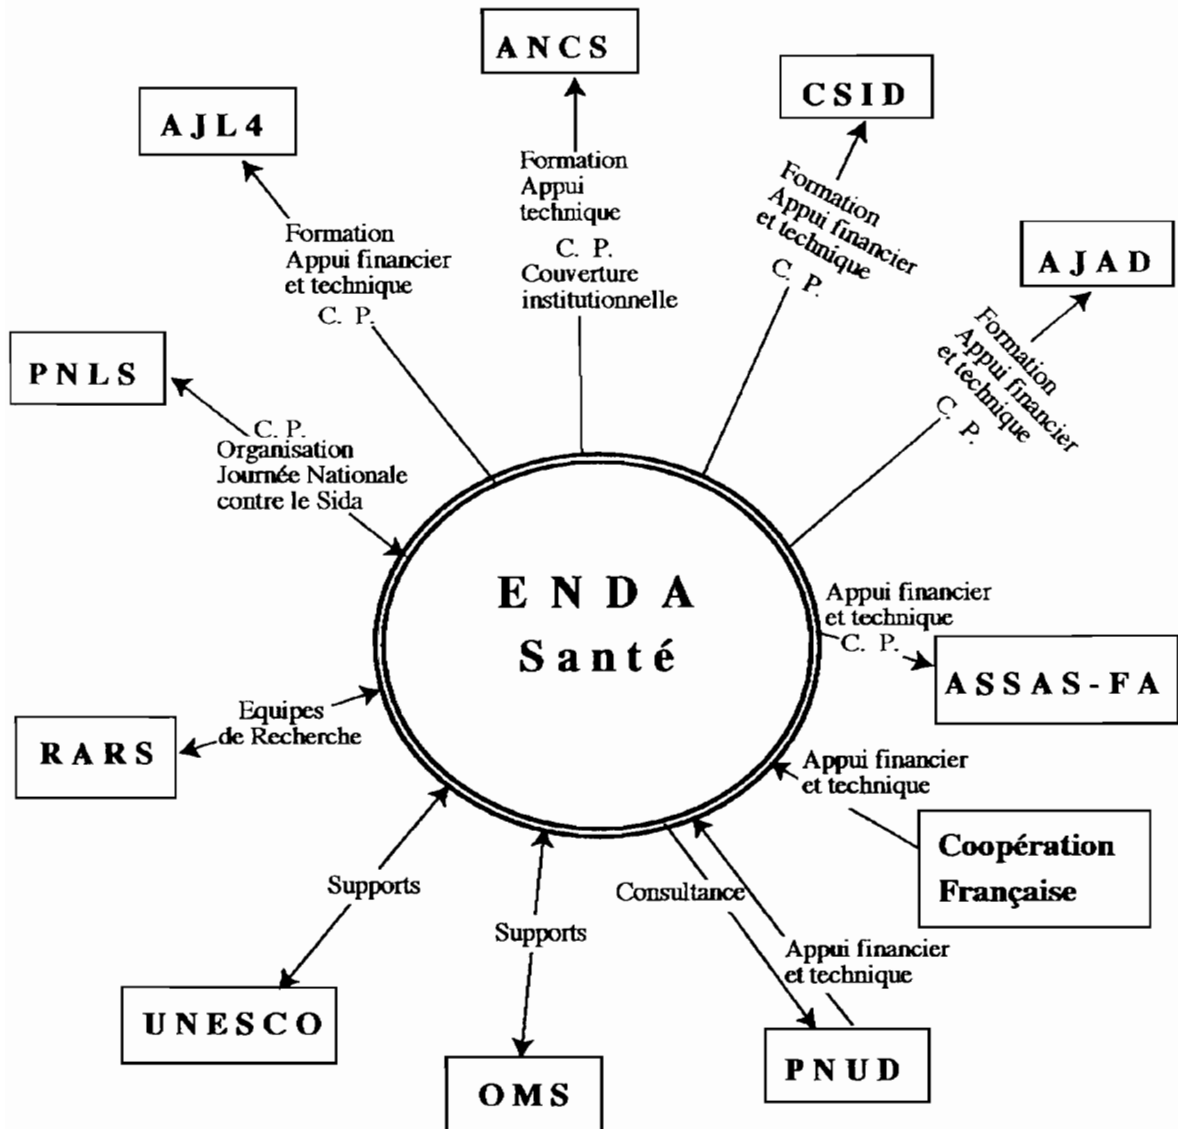 ANCS
CSID
AJL4
AJAD
PNLS
Formation
Appui
technique
C. P.
Couverture
institutionnelle
Formation
Appui financier
et technique
C. P.
Formation
Appui financier
et technique
C. P.
Formation
Appui financier
et technique
C. P.
C. P.
Organisation
Journée Nationale
contre le Sida
ENDA
Santé
Appui financier
et technique
C. P.
ASSAS-FA
Equipes
de Recherche
RARS
Appui financier
et technique
Coopération
Française
Supports
UNESCO
Supports
OMS
Consultance
Appui financier
et technique
PNUD